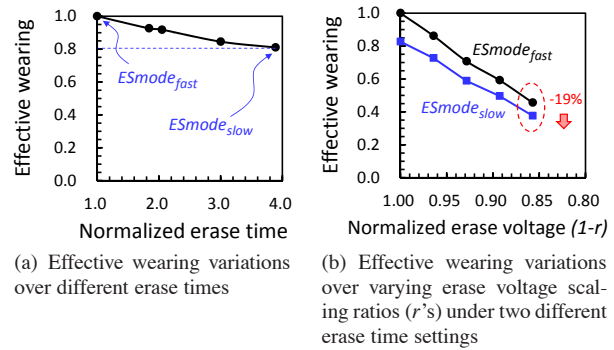 Effective wearing
1.0
0.8
0.6
0.4
0.2
0.0
ESmode_fast
ESmode_slow
1.0 2.0 3.0 4.0
Normalized erase time
(a) Effective wearing variations
over different erase times
Effective wearing
1.0
0.8
0.6
0.4
0.2
0.0
ESmode_fast
ESmode_slow
-19%
1.00 0.95 0.90 0.85 0.80
Normalized erase voltage (1-r)
(b) Effective wearing variations
over varying erase voltage scal-
ing ratios (r's) under two different
erase time settings